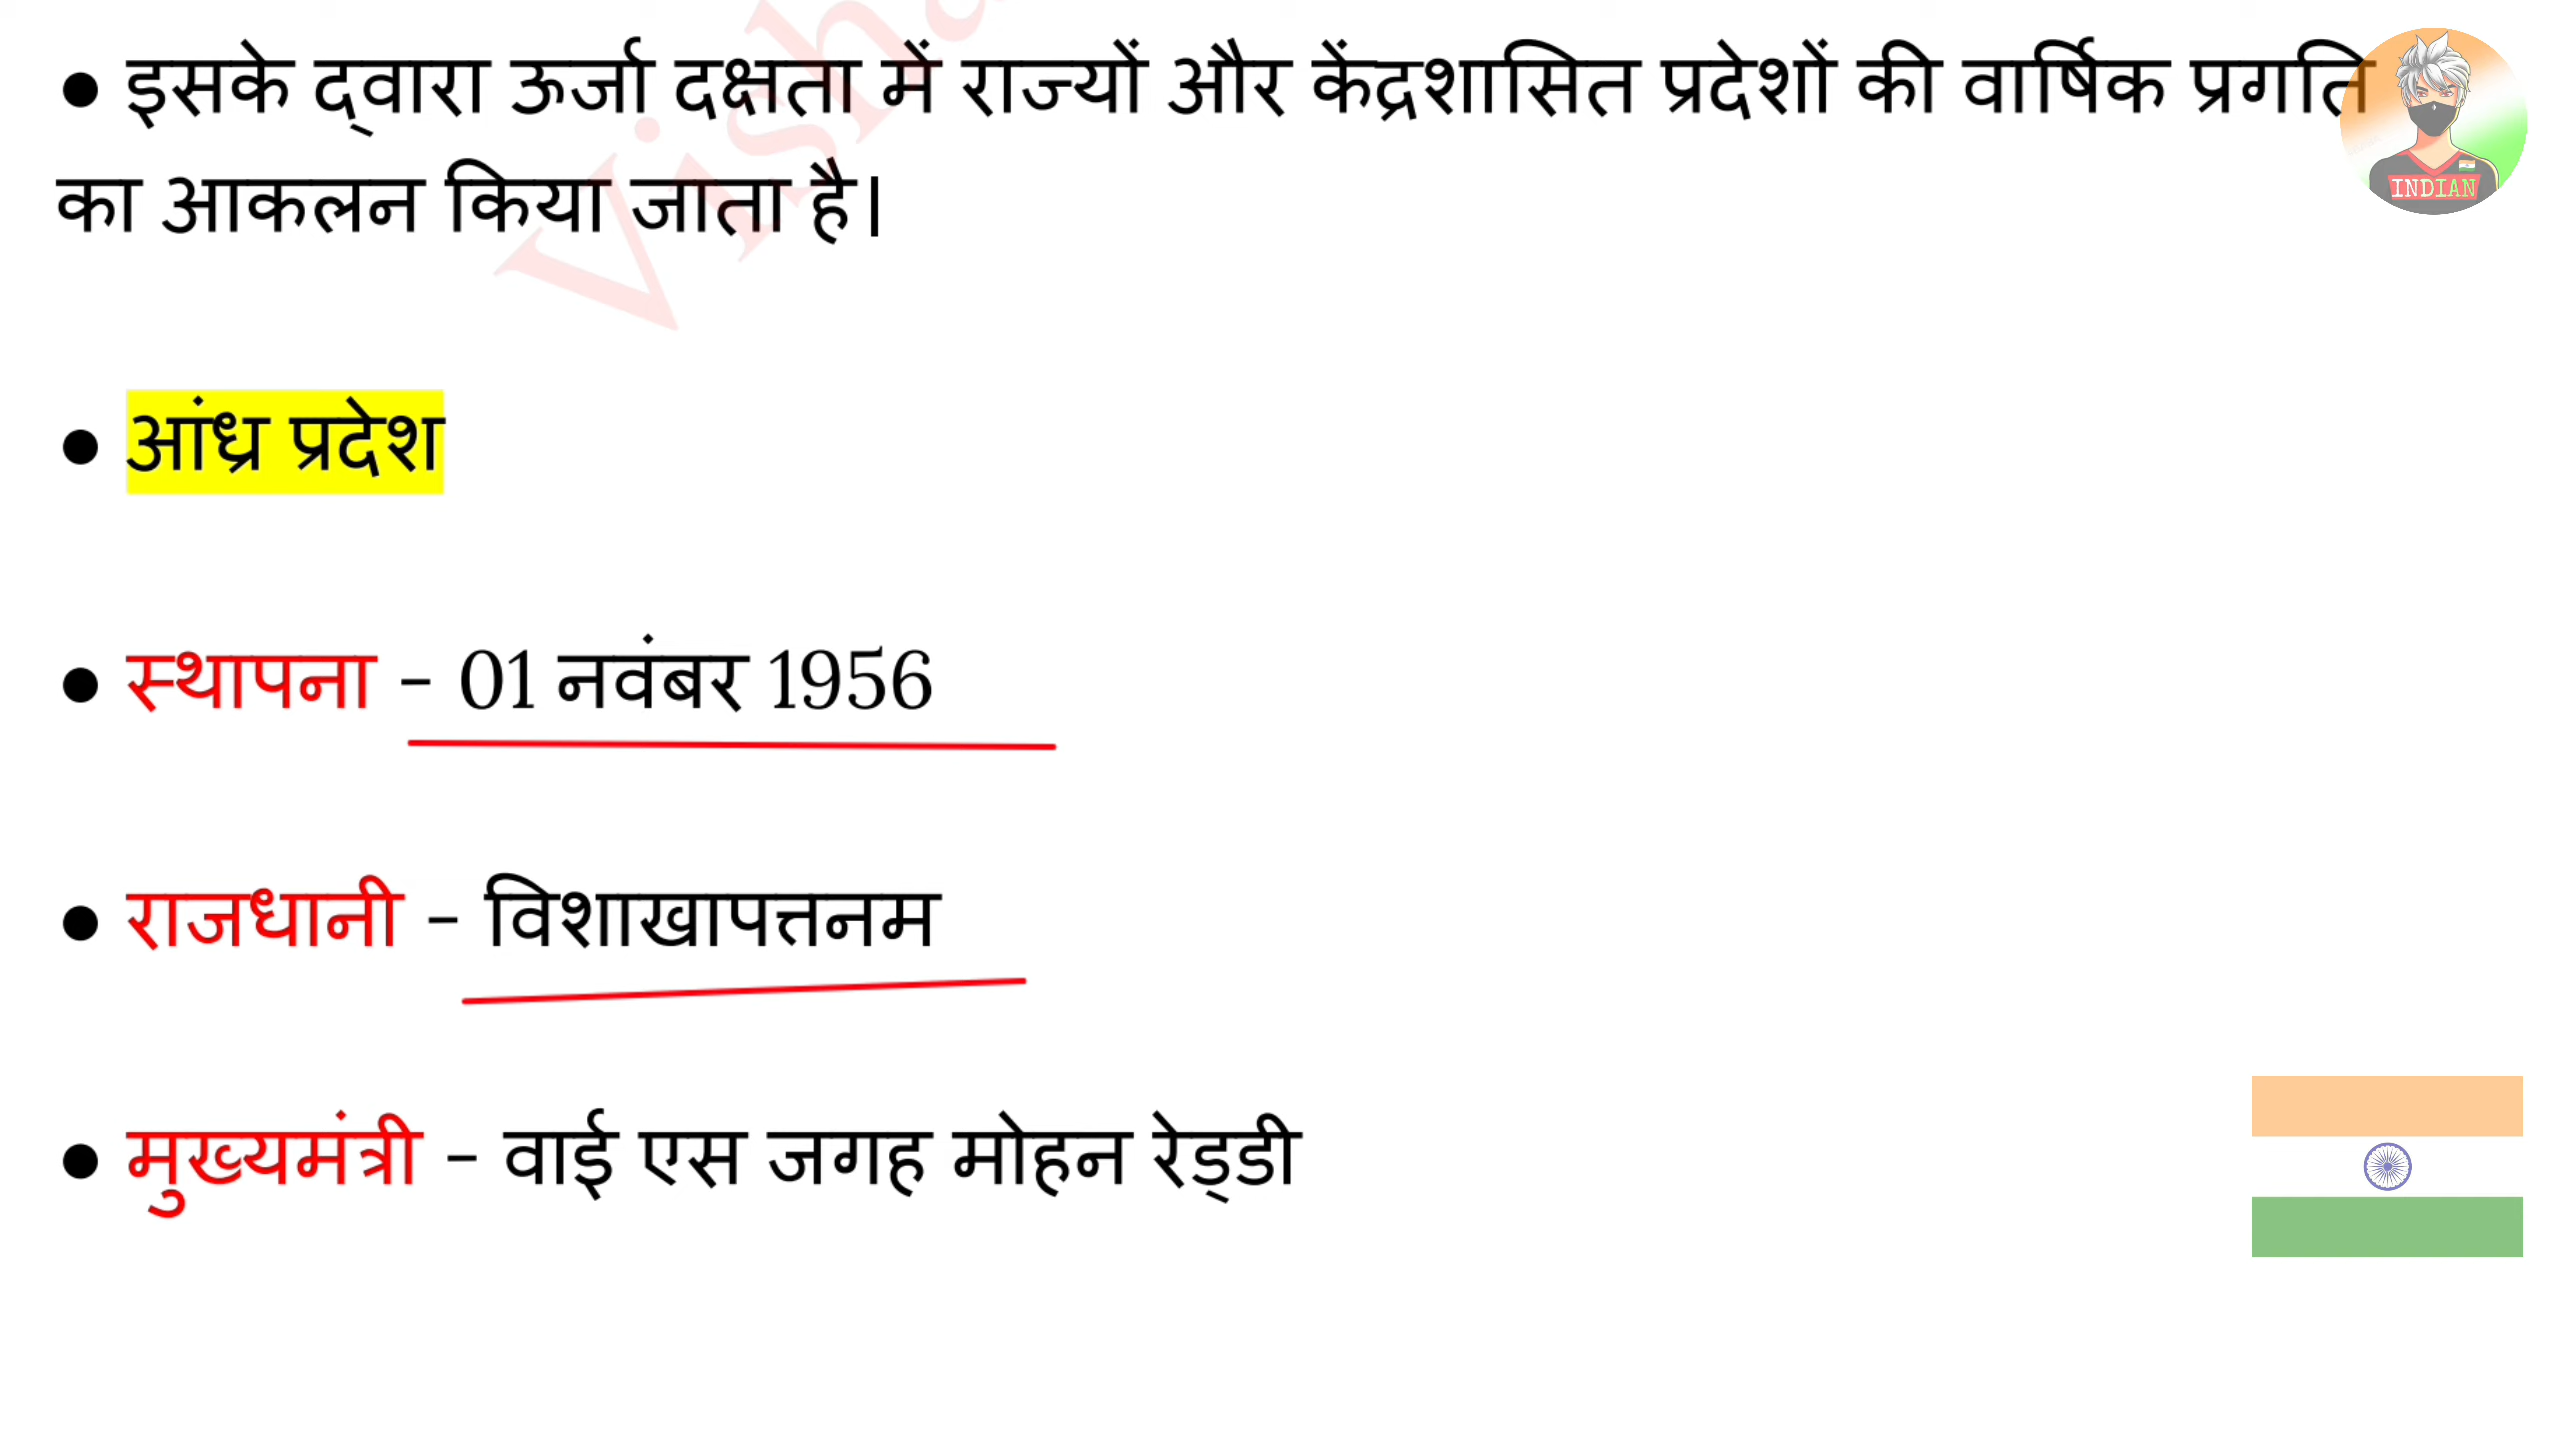 ● इसके द्वारा ऊर्जा दक्षता में राज्यों और केंद्रशासित प्रदेशों की वार्षिक प्रगति
का आकलन किया जाता है।
● आंध्र प्रदेश
● स्थापना - 01 नवंबर 1956
● राजधानी - विशाखापत्तनम
● मुख्यमंत्री - वाई एस जगह मोहन रेड्डी
INDIAN
Visha